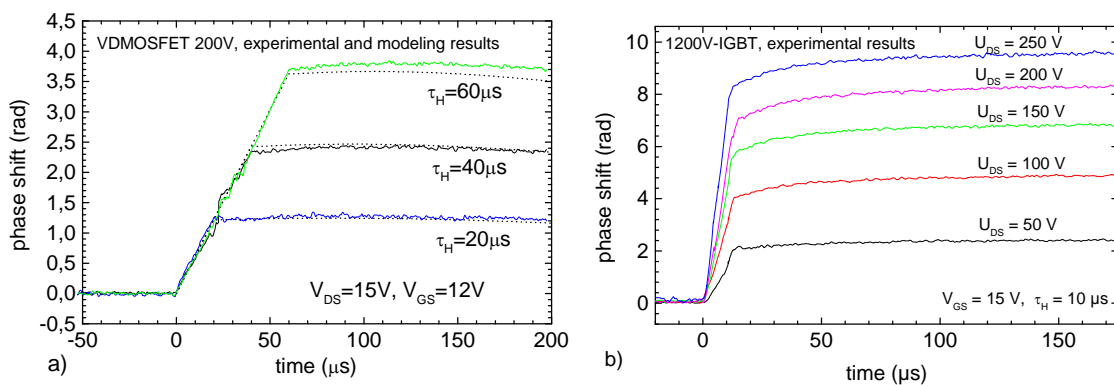 VDMOSFET 200V, experimental and modeling results
phase shift (rad)
4,5
4,0
3,5
3,0
2,5
2,0
1,5
1,0
0,5
0,0
-0,5
τH=60μs
τH=40μs
τH=20μs
VDS=15V, VGS=12V
-50 0 50 100 150 200
time (μs)
a)
1200V-IGBT, experimental results
phase shift (rad)
10
8
6
4
2
0
UDS = 250 V
UDS = 200 V
UDS = 150 V
UDS = 100 V
UDS = 50 V
VGS = 15 V, τH = 10 µs
0 50 100 150
time (µs)
b)